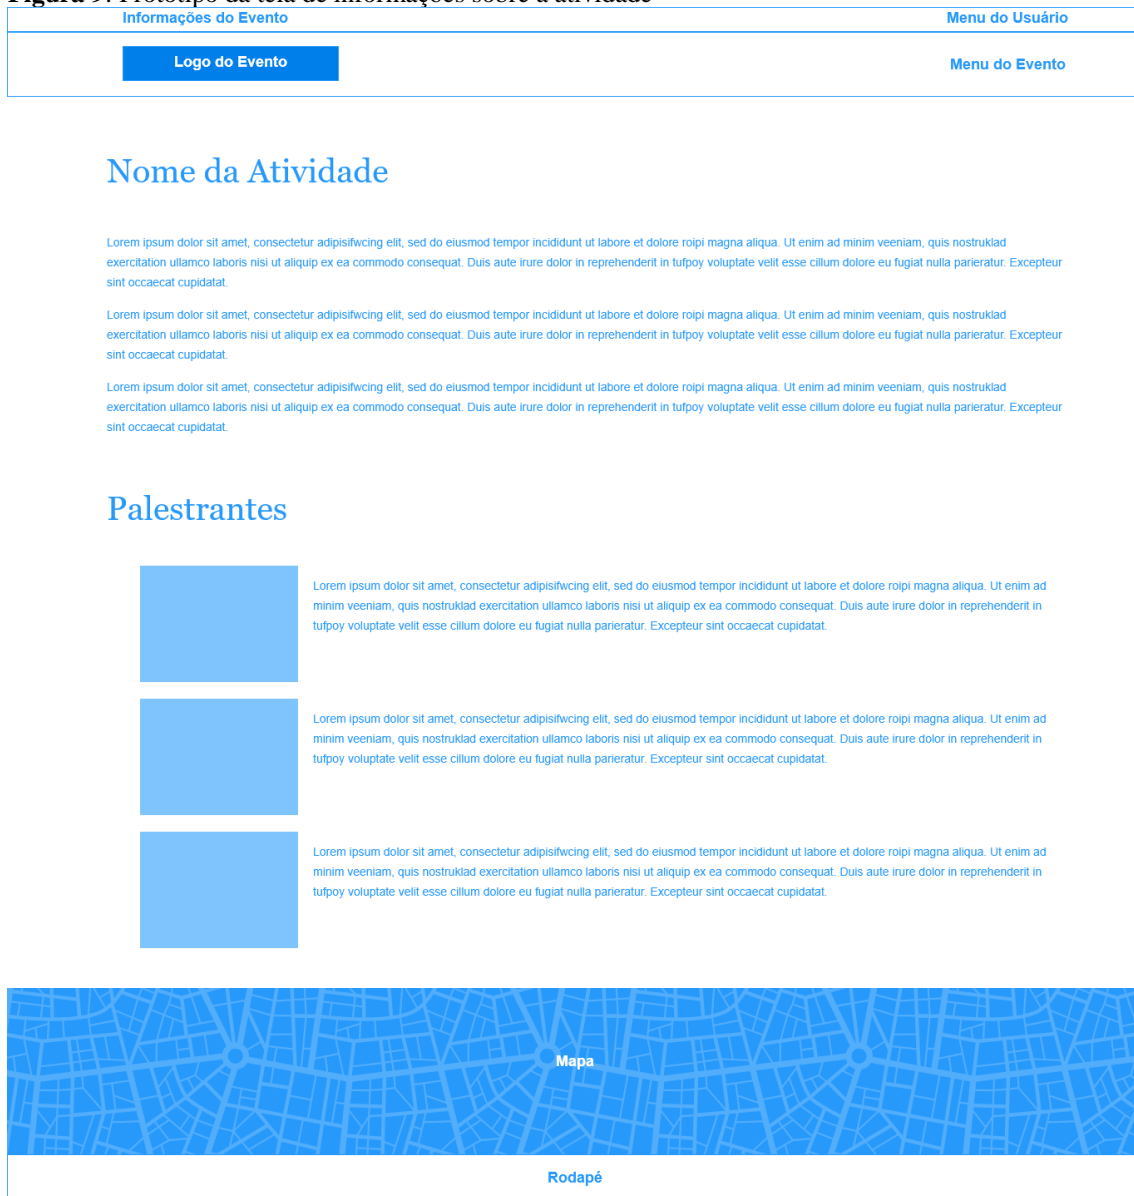 Figura 9: Protótipo da tela de informações sobre a atividade
Informações do Evento
Menu do Usuário
Logo do Evento
Menu do Evento
Nome da Atividade
Lorem ipsum dolor sit amet, consectetur adipisifwcing elit, sed do eiusmod tempor incididunt ut labore et dolore roipi magna aliqua. Ut enim ad minim veeniam, quis nostruklad
exercitation ullamco laboris nisi ut aliquip ex ea commodo consequat. Duis aute irure dolor in reprehenderit in tufpoy voluptate velit esse cillum dolore eu fugiat nulla parieratur. Excepteur
sint occaecat cupidatat.
Lorem ipsum dolor sit amet, consectetur adipisifwcing elit, sed do eiusmod tempor incididunt ut labore et dolore roipi magna aliqua. Ut enim ad minim veeniam, quis nostruklad
exercitation ullamco laboris nisi ut aliquip ex ea commodo consequat. Duis aute irure dolor in reprehenderit in tufpoy voluptate velit esse cillum dolore eu fugiat nulla parieratur. Excepteur
sint occaecat cupidatat.
Lorem ipsum dolor sit amet, consectetur adipisifwcing elit, sed do eiusmod tempor incididunt ut labore et dolore roipi magna aliqua. Ut enim ad minim veeniam, quis nostruklad
exercitation ullamco laboris nisi ut aliquip ex ea commodo consequat. Duis aute irure dolor in reprehenderit in tufpoy voluptate velit esse cillum dolore eu fugiat nulla parieratur. Excepteur
sint occaecat cupidatat.
Palestrantes
Lorem ipsum dolor sit amet, consectetur adipisifwcing elit, sed do eiusmod tempor incididunt ut labore et dolore roipi magna aliqua. Ut enim ad
minim veeniam, quis nostruklad exercitation ullamco laboris nisi ut aliquip ex ea commodo consequat. Duis aute irure dolor in reprehenderit in
tufpoy voluptate velit esse cillum dolore eu fugiat nulla parieratur. Excepteur sint occaecat cupidatat.
Lorem ipsum dolor sit amet, consectetur adipisifwcing elit, sed do eiusmod tempor incididunt ut labore et dolore roipi magna aliqua. Ut enim ad
minim veeniam, quis nostruklad exercitation ullamco laboris nisi ut aliquip ex ea commodo consequat. Duis aute irure dolor in reprehenderit in
tufpoy voluptate velit esse cillum dolore eu fugiat nulla parieratur. Excepteur sint occaecat cupidatat.
Lorem ipsum dolor sit amet, consectetur adipisifwcing elit, sed do eiusmod tempor incididunt ut labore et dolore roipi magna aliqua. Ut enim ad
minim veeniam, quis nostruklad exercitation ullamco laboris nisi ut aliquip ex ea commodo consequat. Duis aute irure dolor in reprehenderit in
tufpoy voluptate velit esse cillum dolore eu fugiat nulla parieratur. Excepteur sint occaecat cupidatat.
Mapa
Rodapé